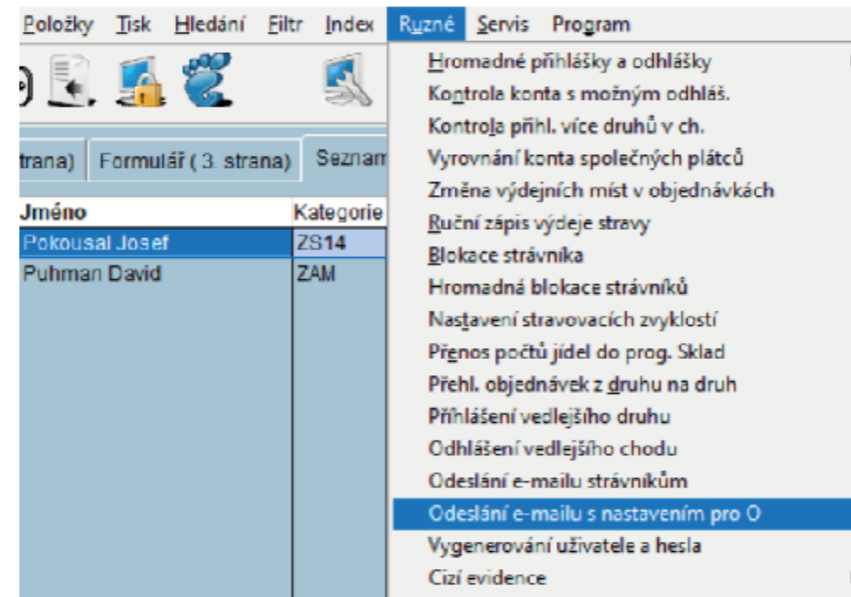 Položky Tisk Hledání Filtr Index Ruzné Servis Program
trana) Formulář ( 3. strana) Seznam
Jméno Kategorie
Pokousal Josef ZS14
Puhman David ZAM
Hromadné přihlášky a odhlášky
Kontrola konta s možným odhláš.
Kontrola přihl. více druhů v ch.
Vyrovnání konta společných plátců
Změna výdejních míst v objednávkách
Ruční zápis výdeje stravy
Blokace strávníka
Hromadná blokace strávníků
Nastavení stravovacích zvyklostí
Přenos počtů jídel do prog. Sklad
Přehl. objednávek z druhu na druh
Přihlášení vedlejšího druhu
Odhlášení vedlejšího chodu
Odeslání e-mailu strávníkům
Odeslání e-mailu s nastavením pro O
Vygenerování uživatele a hesla
Cizí evidence